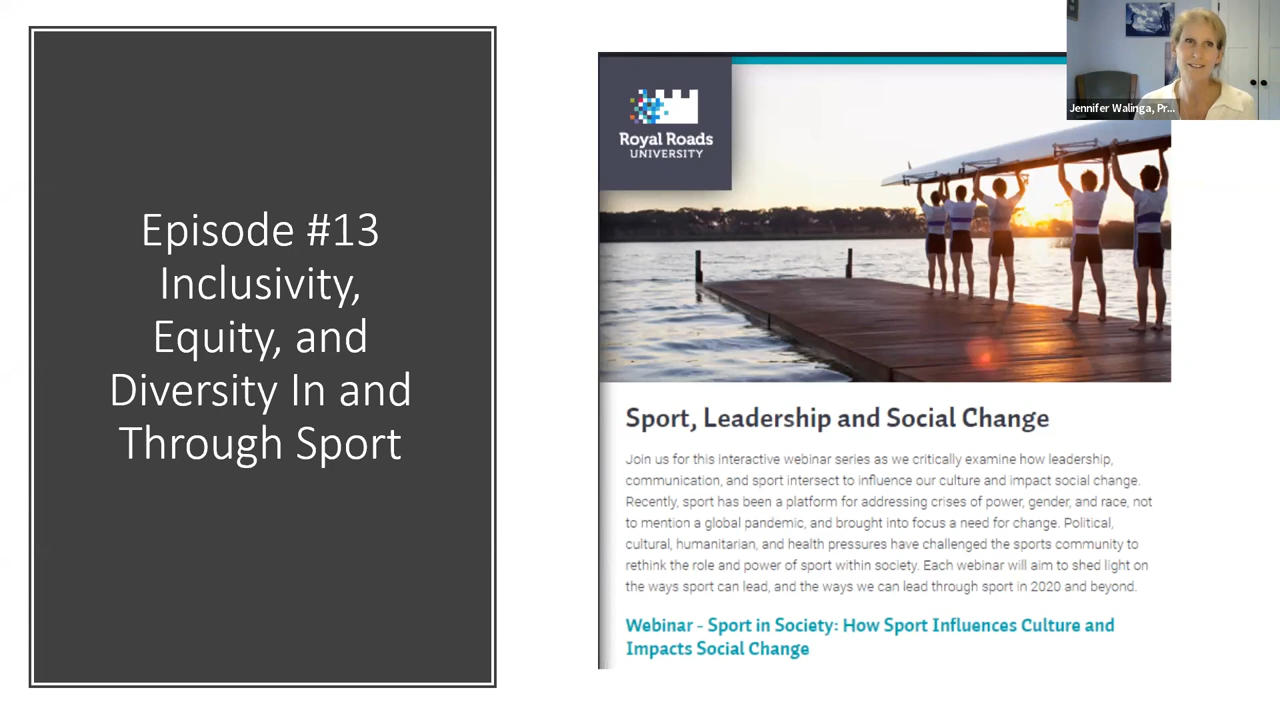 Episode #13
Inclusivity,
Equity, and
Diversity In and
Through Sport
Royal Roads
UNIVERSITY
Jennifer Walinga, Pr...
Sport, Leadership and Social Change
Join us for this interactive webinar series as we critically examine how leadership,
communication, and sport intersect to influence our culture and impact social change.
Recently, sport has been a platform for addressing crises of power, gender, and race, not
to mention a global pandemic, and brought into focus a need for change. Political,
cultural, humanitarian, and health pressures have challenged the sports community to
rethink the role and power of sport within society. Each webinar will aim to shed light on
the ways sport can lead, and the ways we can lead through sport in 2020 and beyond.
Webinar - Sport in Society: How Sport Influences Culture and
Impacts Social Change